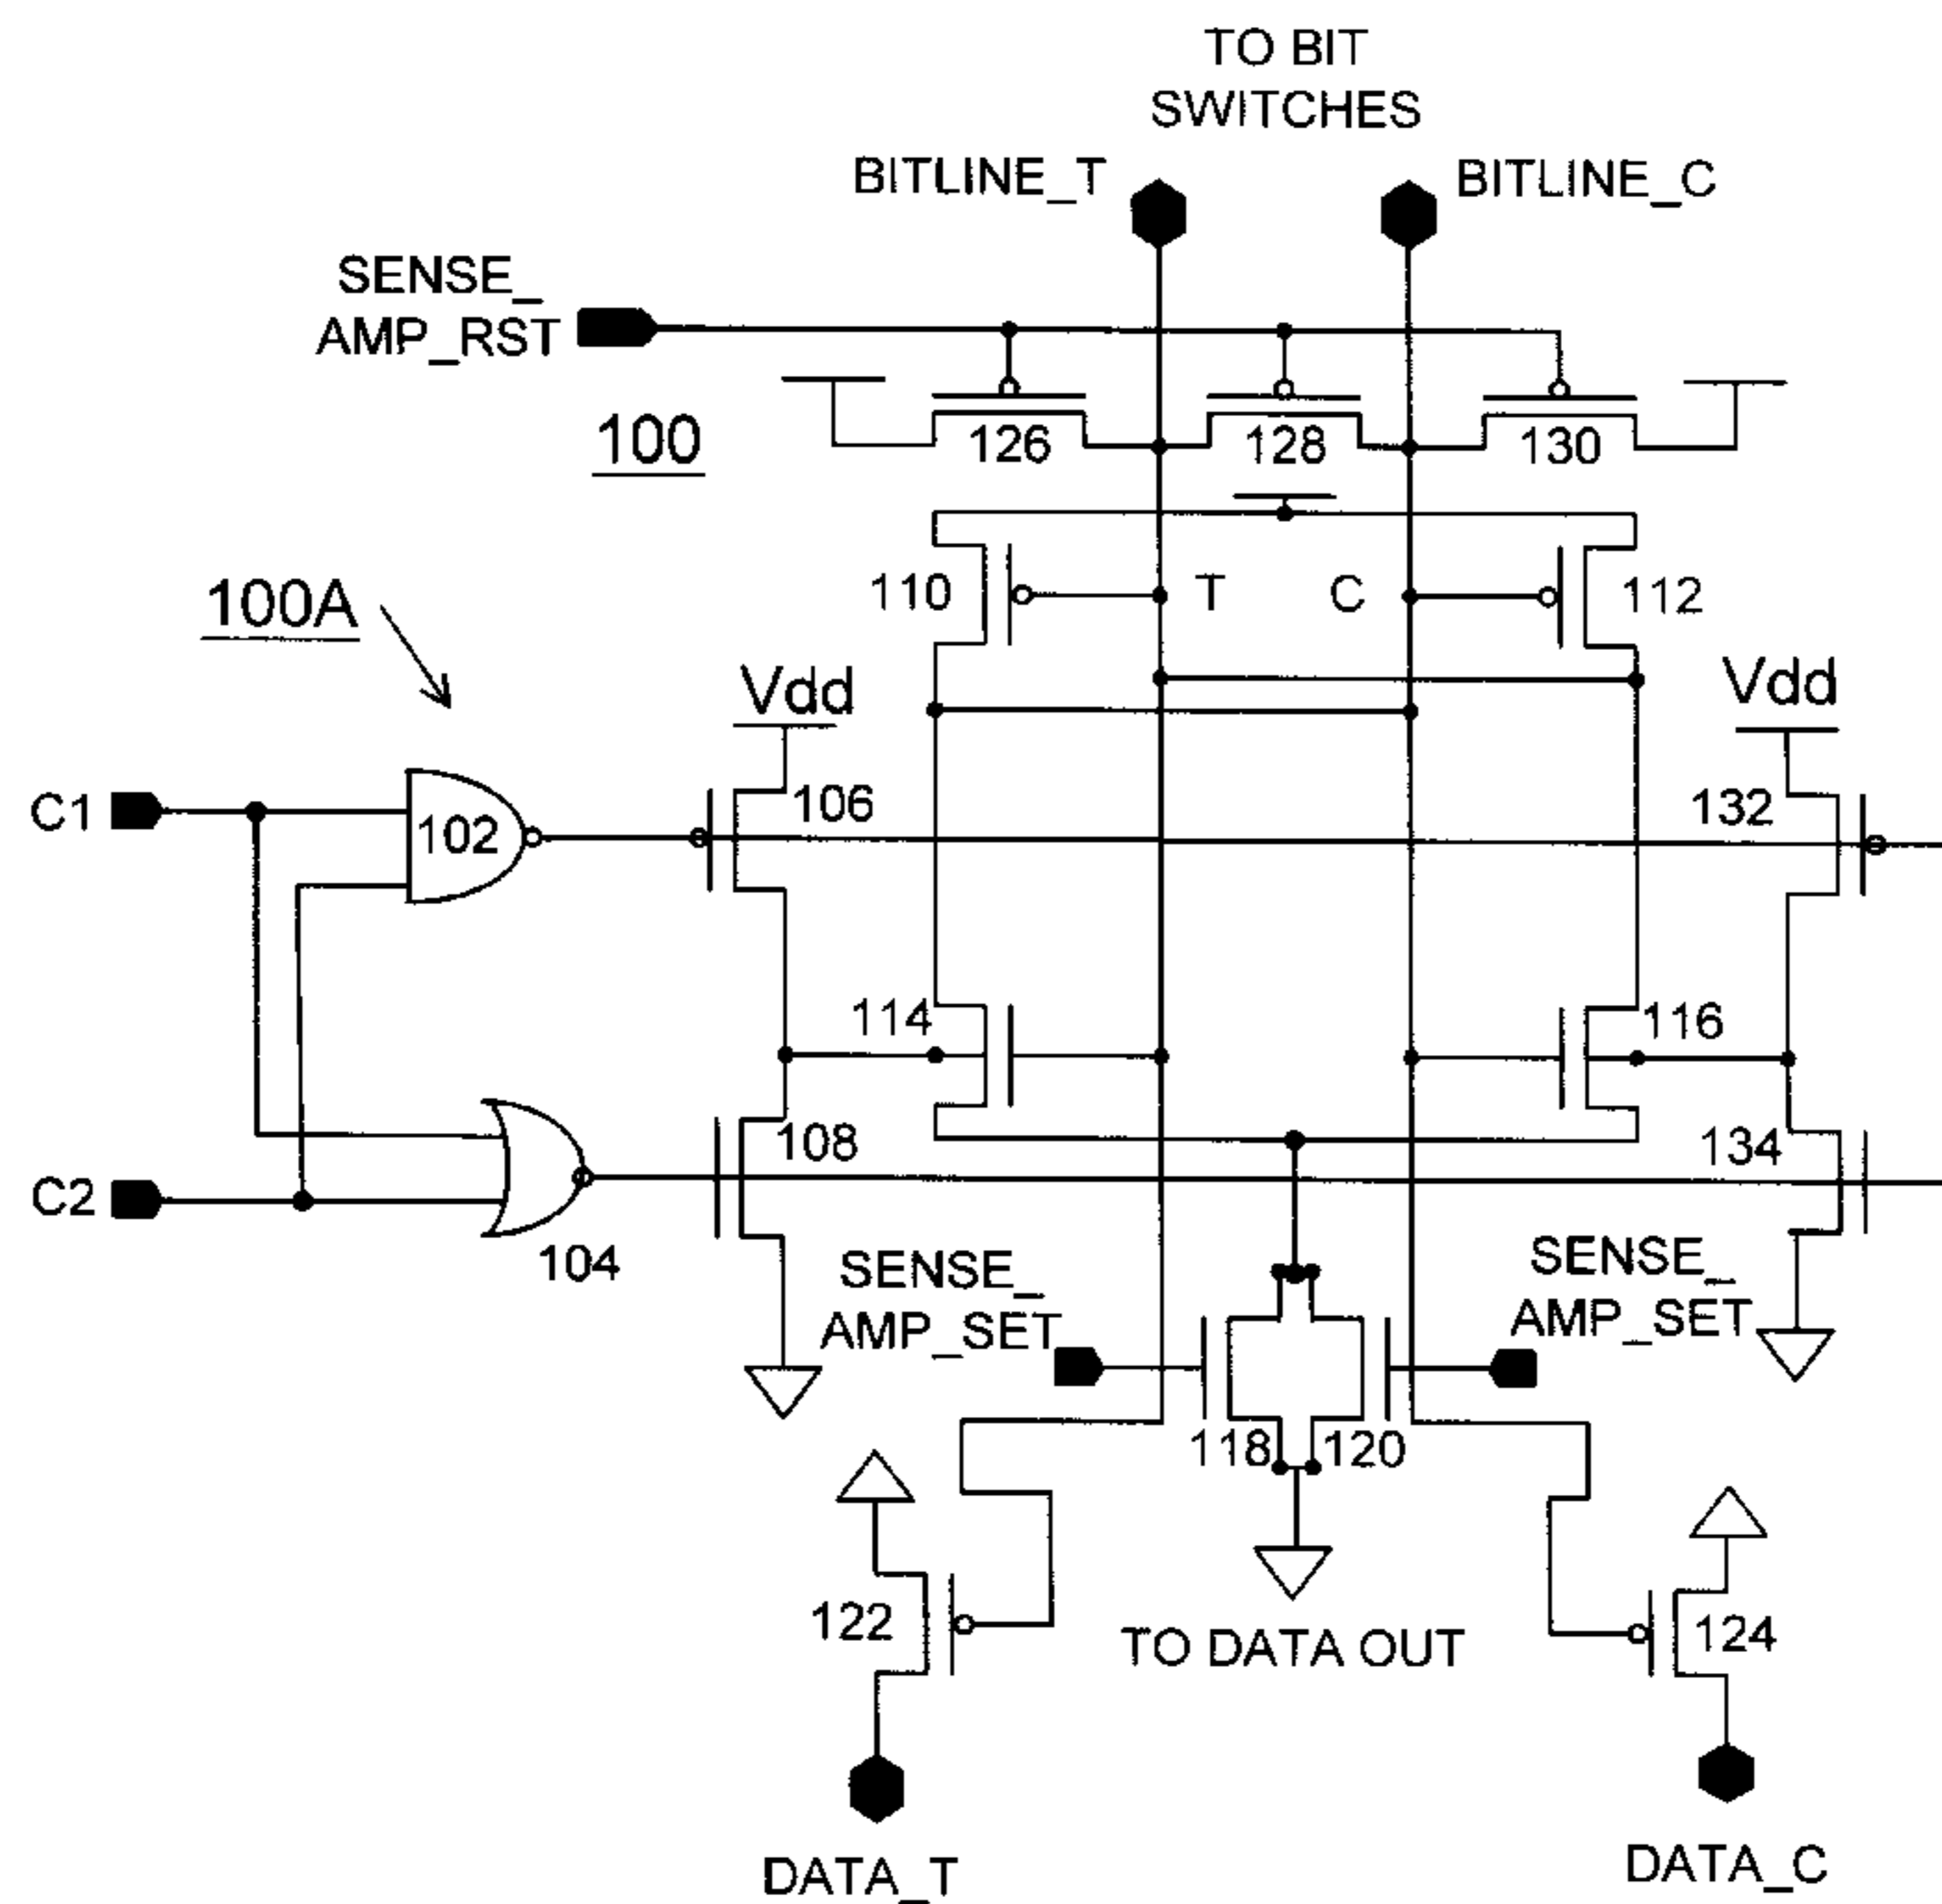 TO BIT
SWITCHES
BITLINE_T
BITLINE_C
SENSE_
AMP_RST
100
126
128
130
110
T
C
112
100A
Vdd
Vdd
C1
102
106
132
114
116
C2
104
108
134
SENSE_
AMP_SET
SENSE_
AMP_SET
118
120
122
TO DATA OUT
124
DATA_T
DATA_C